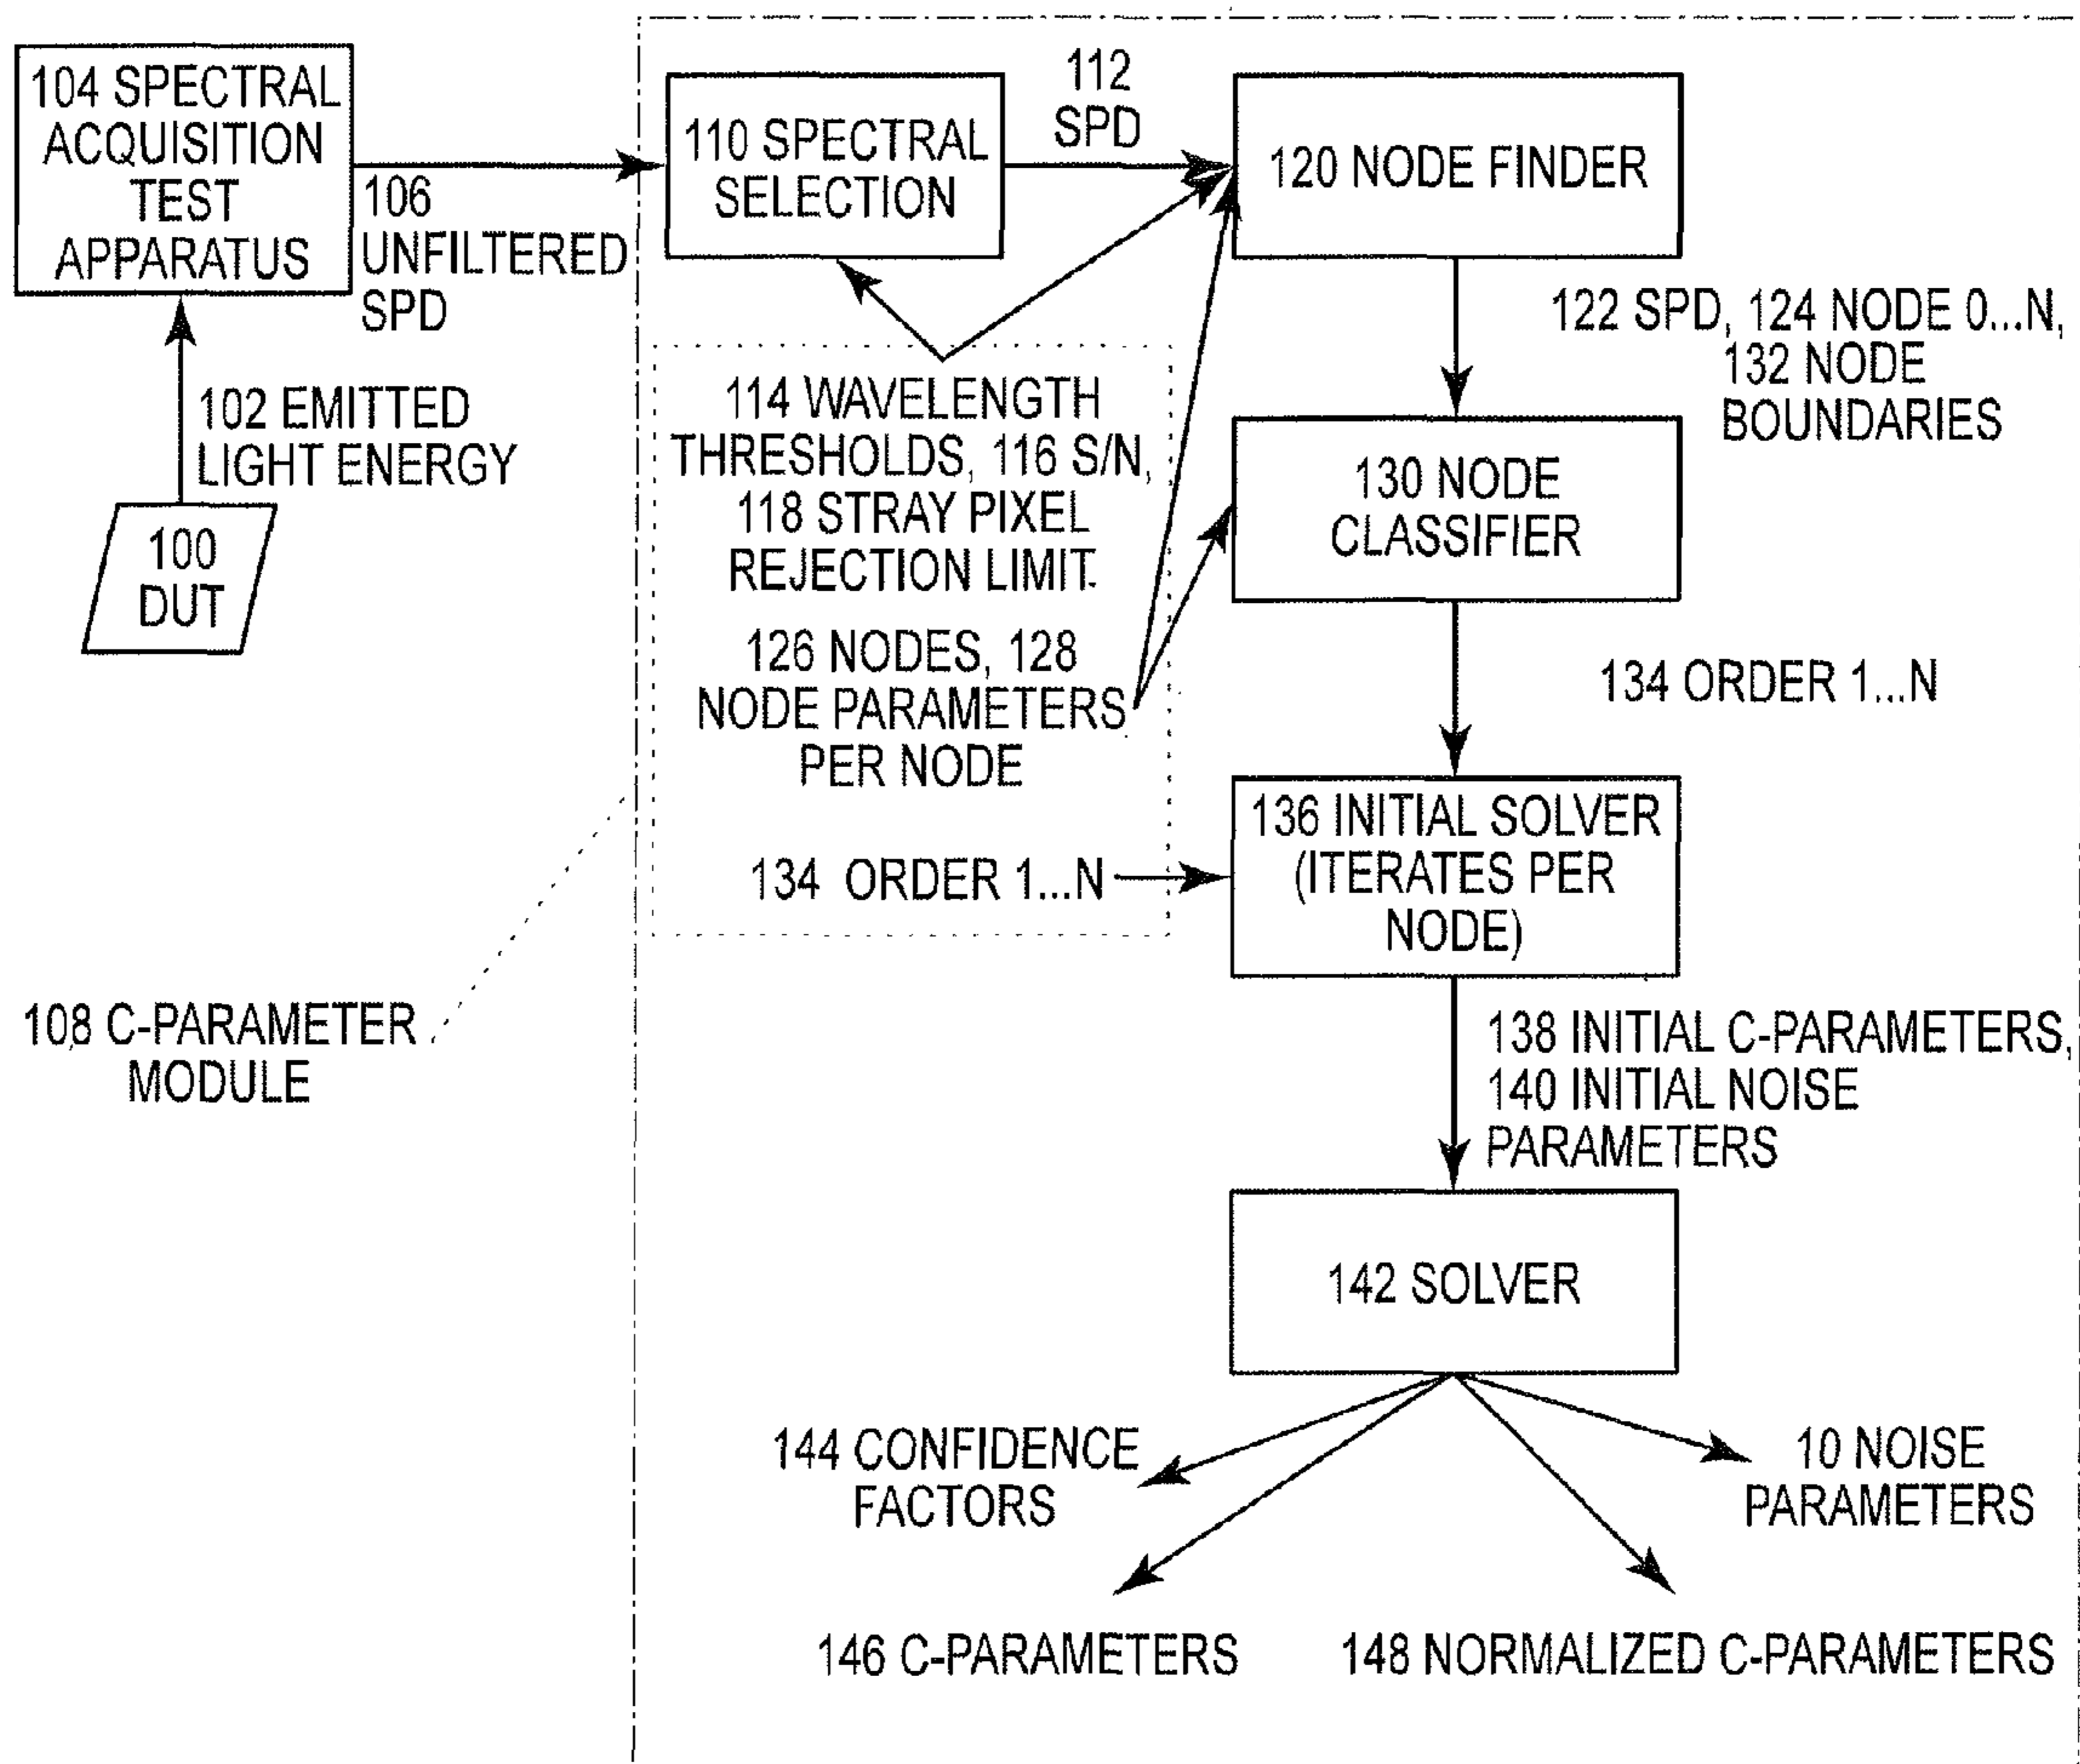 104 SPECTRAL
ACQUISITION
TEST
APPARATUS
106
UNFILTERED
SPD
102 EMITTED
LIGHT ENERGY
100
DUT
110 SPECTRAL
SELECTION
112
SPD
120 NODE FINDER
122 SPD, 124 NODE 0...N,
132 NODE
BOUNDARIES
114 WAVELENGTH
THRESHOLDS, 116 S/N,
118 STRAY PIXEL
REJECTION LIMIT.
126 NODES, 128
NODE PARAMETERS
PER NODE
134 ORDER 1...N
130 NODE
CLASSIFIER
134 ORDER 1...N
136 INITIAL SOLVER
(ITERATES PER
NODE)
108 C-PARAMETER
MODULE
138 INITIAL C-PARAMETERS,
140 INITIAL NOISE
PARAMETERS
142 SOLVER
144 CONFIDENCE
FACTORS
10 NOISE
PARAMETERS
146 C-PARAMETERS
148 NORMALIZED C-PARAMETERS